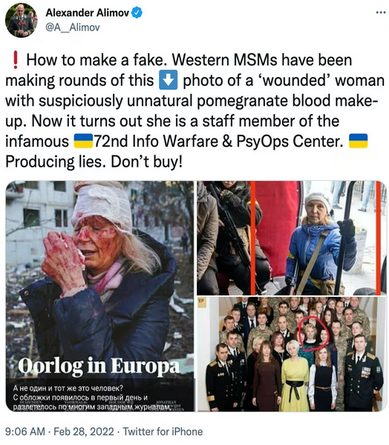 Alexander Alimov
@A__Alimov
❗How to make a fake. Western MSMs have been
making rounds of this ⬇️ photo of a ‘wounded’ woman
with suspiciously unnatural pomegranate blood make-
up. Now it turns out she is a staff member of the
infamous 🇺🇦72nd Info Warfare & PsyOps Center. 🇺🇦
Producing lies. Don’t buy!
Oorlog in Europa
А не один и тот же это человек?
С обложки появилось в первый день и
разлетелось по многим западным журналам,
9:06 AM · Feb 28, 2022 · Twitter for iPhone